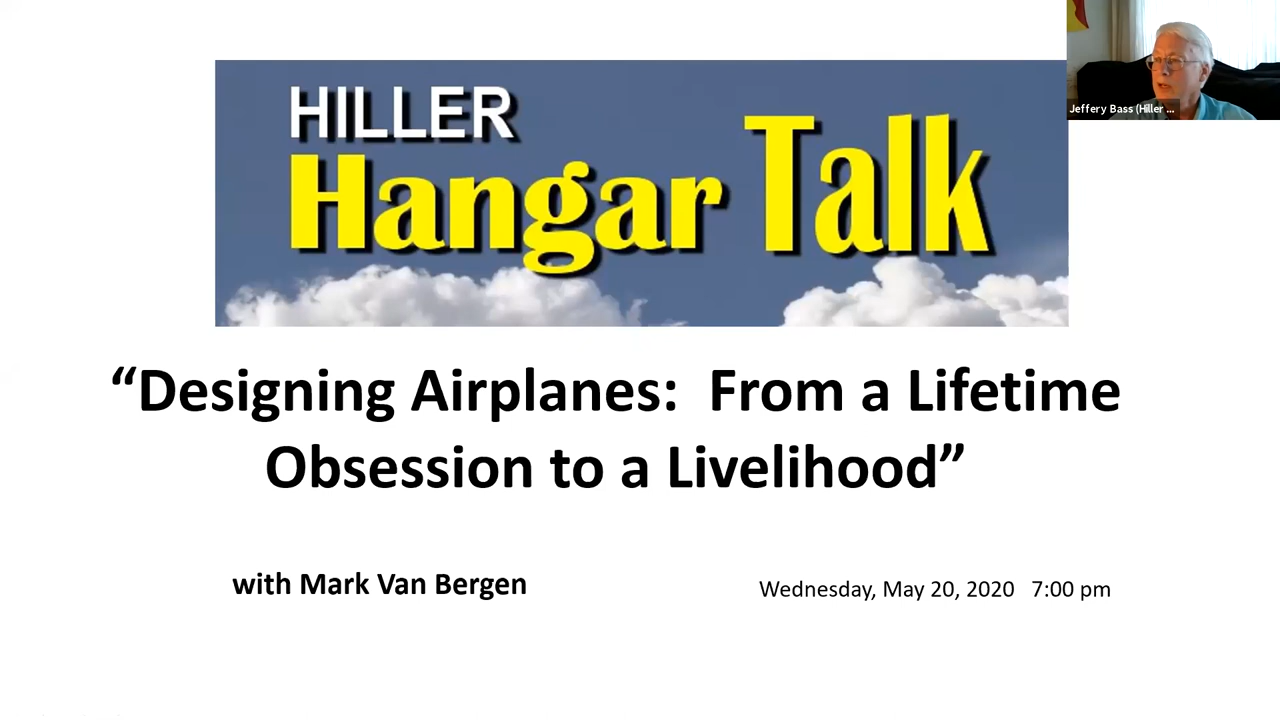 HILLER
Hangar Talk
Jeffery Bass (Hiller ...
“Designing Airplanes:  From a Lifetime
Obsession to a Livelihood”
with Mark Van Bergen
Wednesday, May 20, 2020   7:00 pm